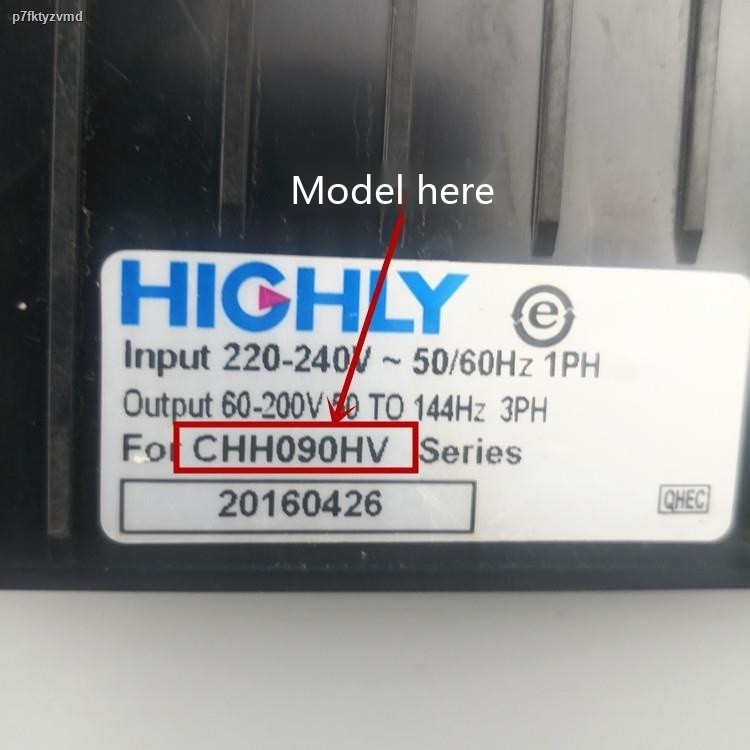 p7fktyzvmd
Model here
HIGHLY e
Input 220-240V ~ 50/60Hz 1PH
Output 60-200V 50 TO 144Hz 3PH
For CHH090HV Series
20160426
QHEC